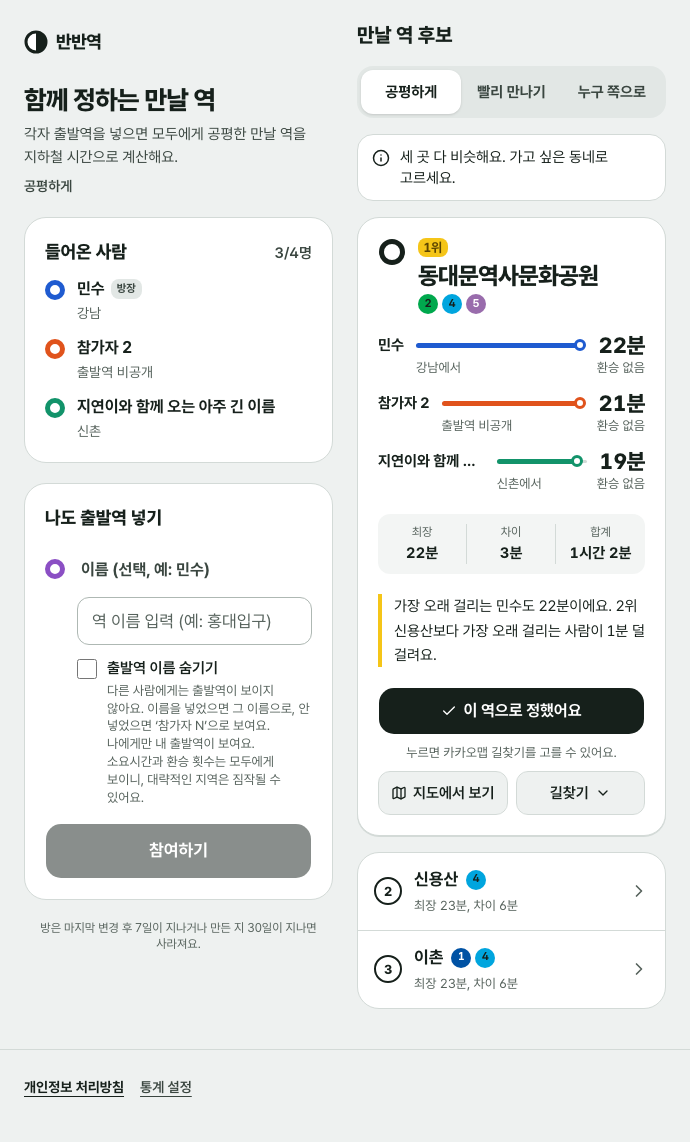 반반역
함께 정하는 만날 역
각자 출발역을 넣으면 모두에게 공평한 만날 역을
지하철 시간으로 계산해요.
공평하게
들어온 사람
3/4명
민수 방장
강남
참가자 2
출발역 비공개
지연이와 함께 오는 아주 긴 이름
신촌
나도 출발역 넣기
이름 (선택, 예: 민수)
역 이름 입력 (예: 홍대입구)
출발역 이름 숨기기
다른 사람에게는 출발역이 보이지
않아요. 이름을 넣었으면 그 이름으로, 안
넣었으면 ‘참가자 N’으로 보여요.
나에게만 내 출발역이 보여요.
소요시간과 환승 횟수는 모두에게
보이니, 대략적인 지역은 짐작될 수
있어요.
참여하기
방은 마지막 변경 후 7일이 지나거나 만든 지 30일이 지나면
사라져요.
만날 역 후보
공평하게 빨리 만나기 누구 쪽으로
세 곳 다 비슷해요. 가고 싶은 동네로
고르세요.
1위
동대문역사문화공원
2 4 5
민수 22분
강남에서 환승 없음
참가자 2 21분
출발역 비공개 환승 없음
지연이와 함께 ... 19분
신촌에서 환승 없음
최장 차이 합계
22분 3분 1시간 2분
가장 오래 걸리는 민수도 22분이에요. 2위
신용산보다 가장 오래 걸리는 사람이 1분 덜
걸려요.
이 역으로 정했어요
누르면 카카오맵 길찾기를 고를 수 있어요.
지도에서 보기 길찾기
2 신용산 4
최장 23분, 차이 6분
3 이촌 1 4
최장 23분, 차이 6분
개인정보 처리방침 통계 설정